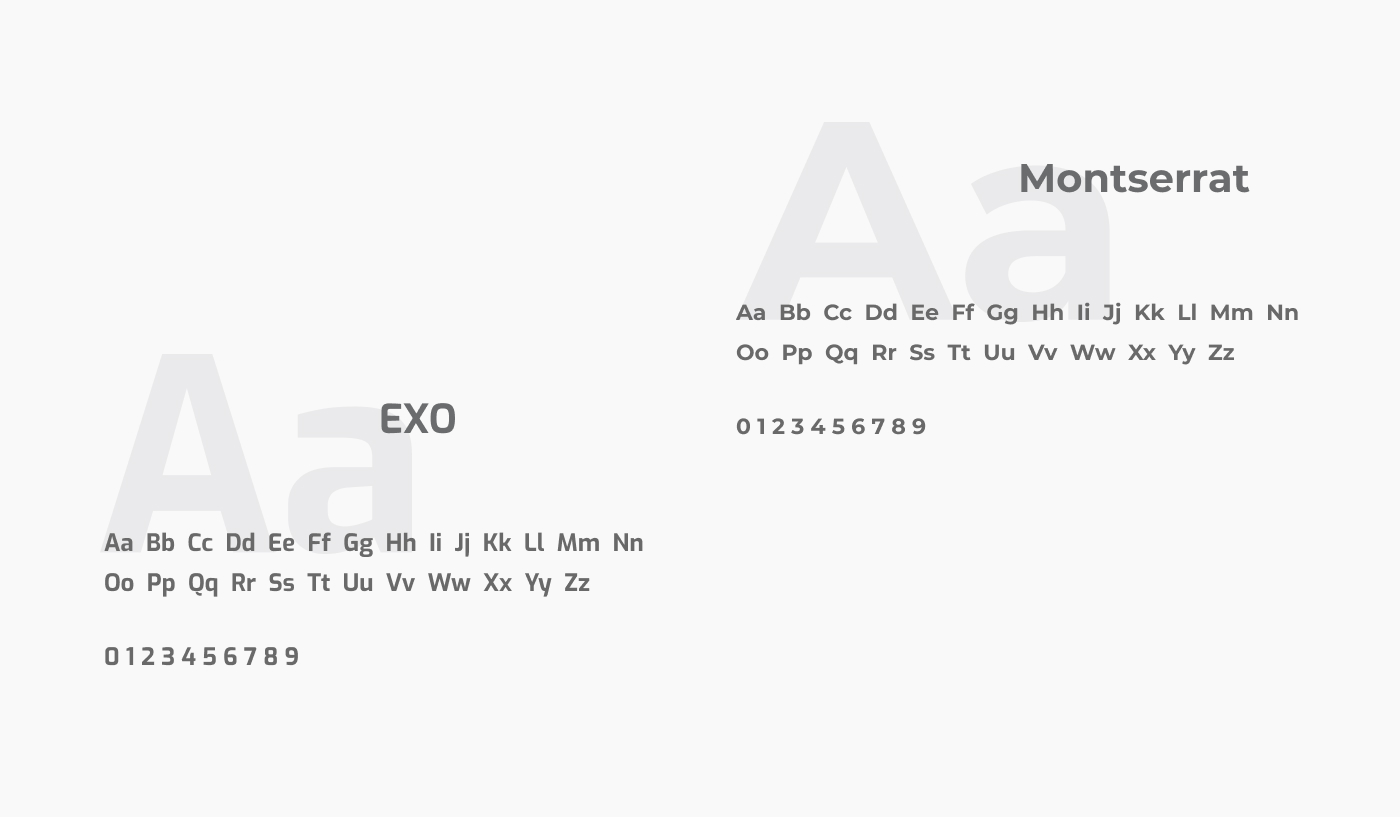 Aa
Montserrat
Aa Bb Cc Dd Ee Ff Gg Hh Ii Jj Kk Ll Mm Nn
Oo Pp Qq Rr Ss Tt Uu Vv Ww Xx Yy Zz
0 1 2 3 4 5 6 7 8 9
Aa
EXO
Aa Bb Cc Dd Ee Ff Gg Hh Ii Jj Kk Ll Mm Nn
Oo Pp Qq Rr Ss Tt Uu Vv Ww Xx Yy Zz
0 1 2 3 4 5 6 7 8 9